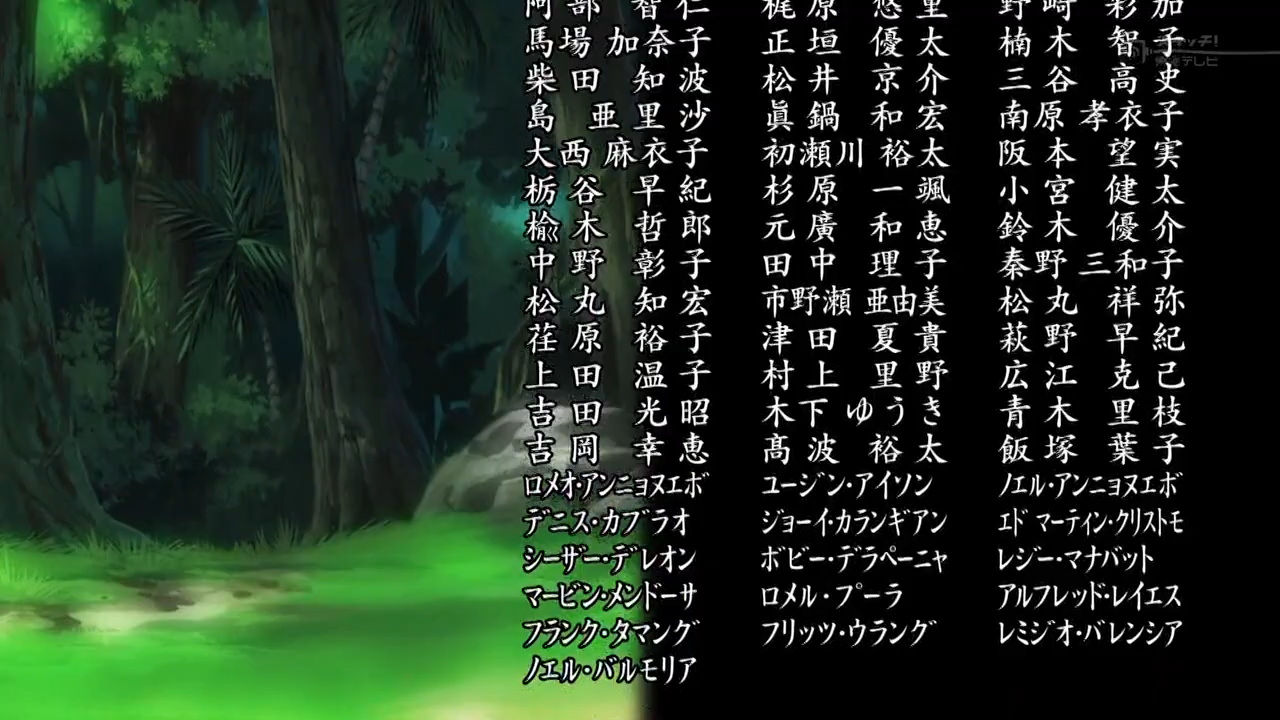 阿部 智仁 梶原 悠里 野崎 彩加
馬場 加奈子 正垣 優太 楠木 智子
柴田 知波 松井 京介 三谷 高史
島 亜里沙 眞鍋 和宏 南原 孝衣子
大西 麻衣子 初瀬川 裕太 阪本 望実
栃谷 早紀 杉原 一颯 小宮 健太
楡木 哲郎 元廣 和恵 鈴木 優介
中野 彰子 田中 理子 秦野 三和子
松丸 知宏 市野瀬 亜由美 松丸 祥弥
荏原 裕子 津田 夏貴 萩野 早紀
上田 温子 村上 里野 広江 克己
吉田 光昭 木下 ゆうき 青木 里枝
吉岡 幸恵 髙波 裕太 飯塚 葉子
ロメオ・アンニョヌエボ ユージン・アイソン ノエル・アンニョヌエボ
デニス・カブラオ ジョーイ・カランギアン エド マーティン・クリストモ
シーザー・デレオン ボビー・デラペーニャ レジー・マナバット
マービン・メンドーサ ロメル・プーラ アルフレッド・レイエス
フランク・タマング フリッツ・ウラング レミジオ・バレンシア
ノエル・バルモリア